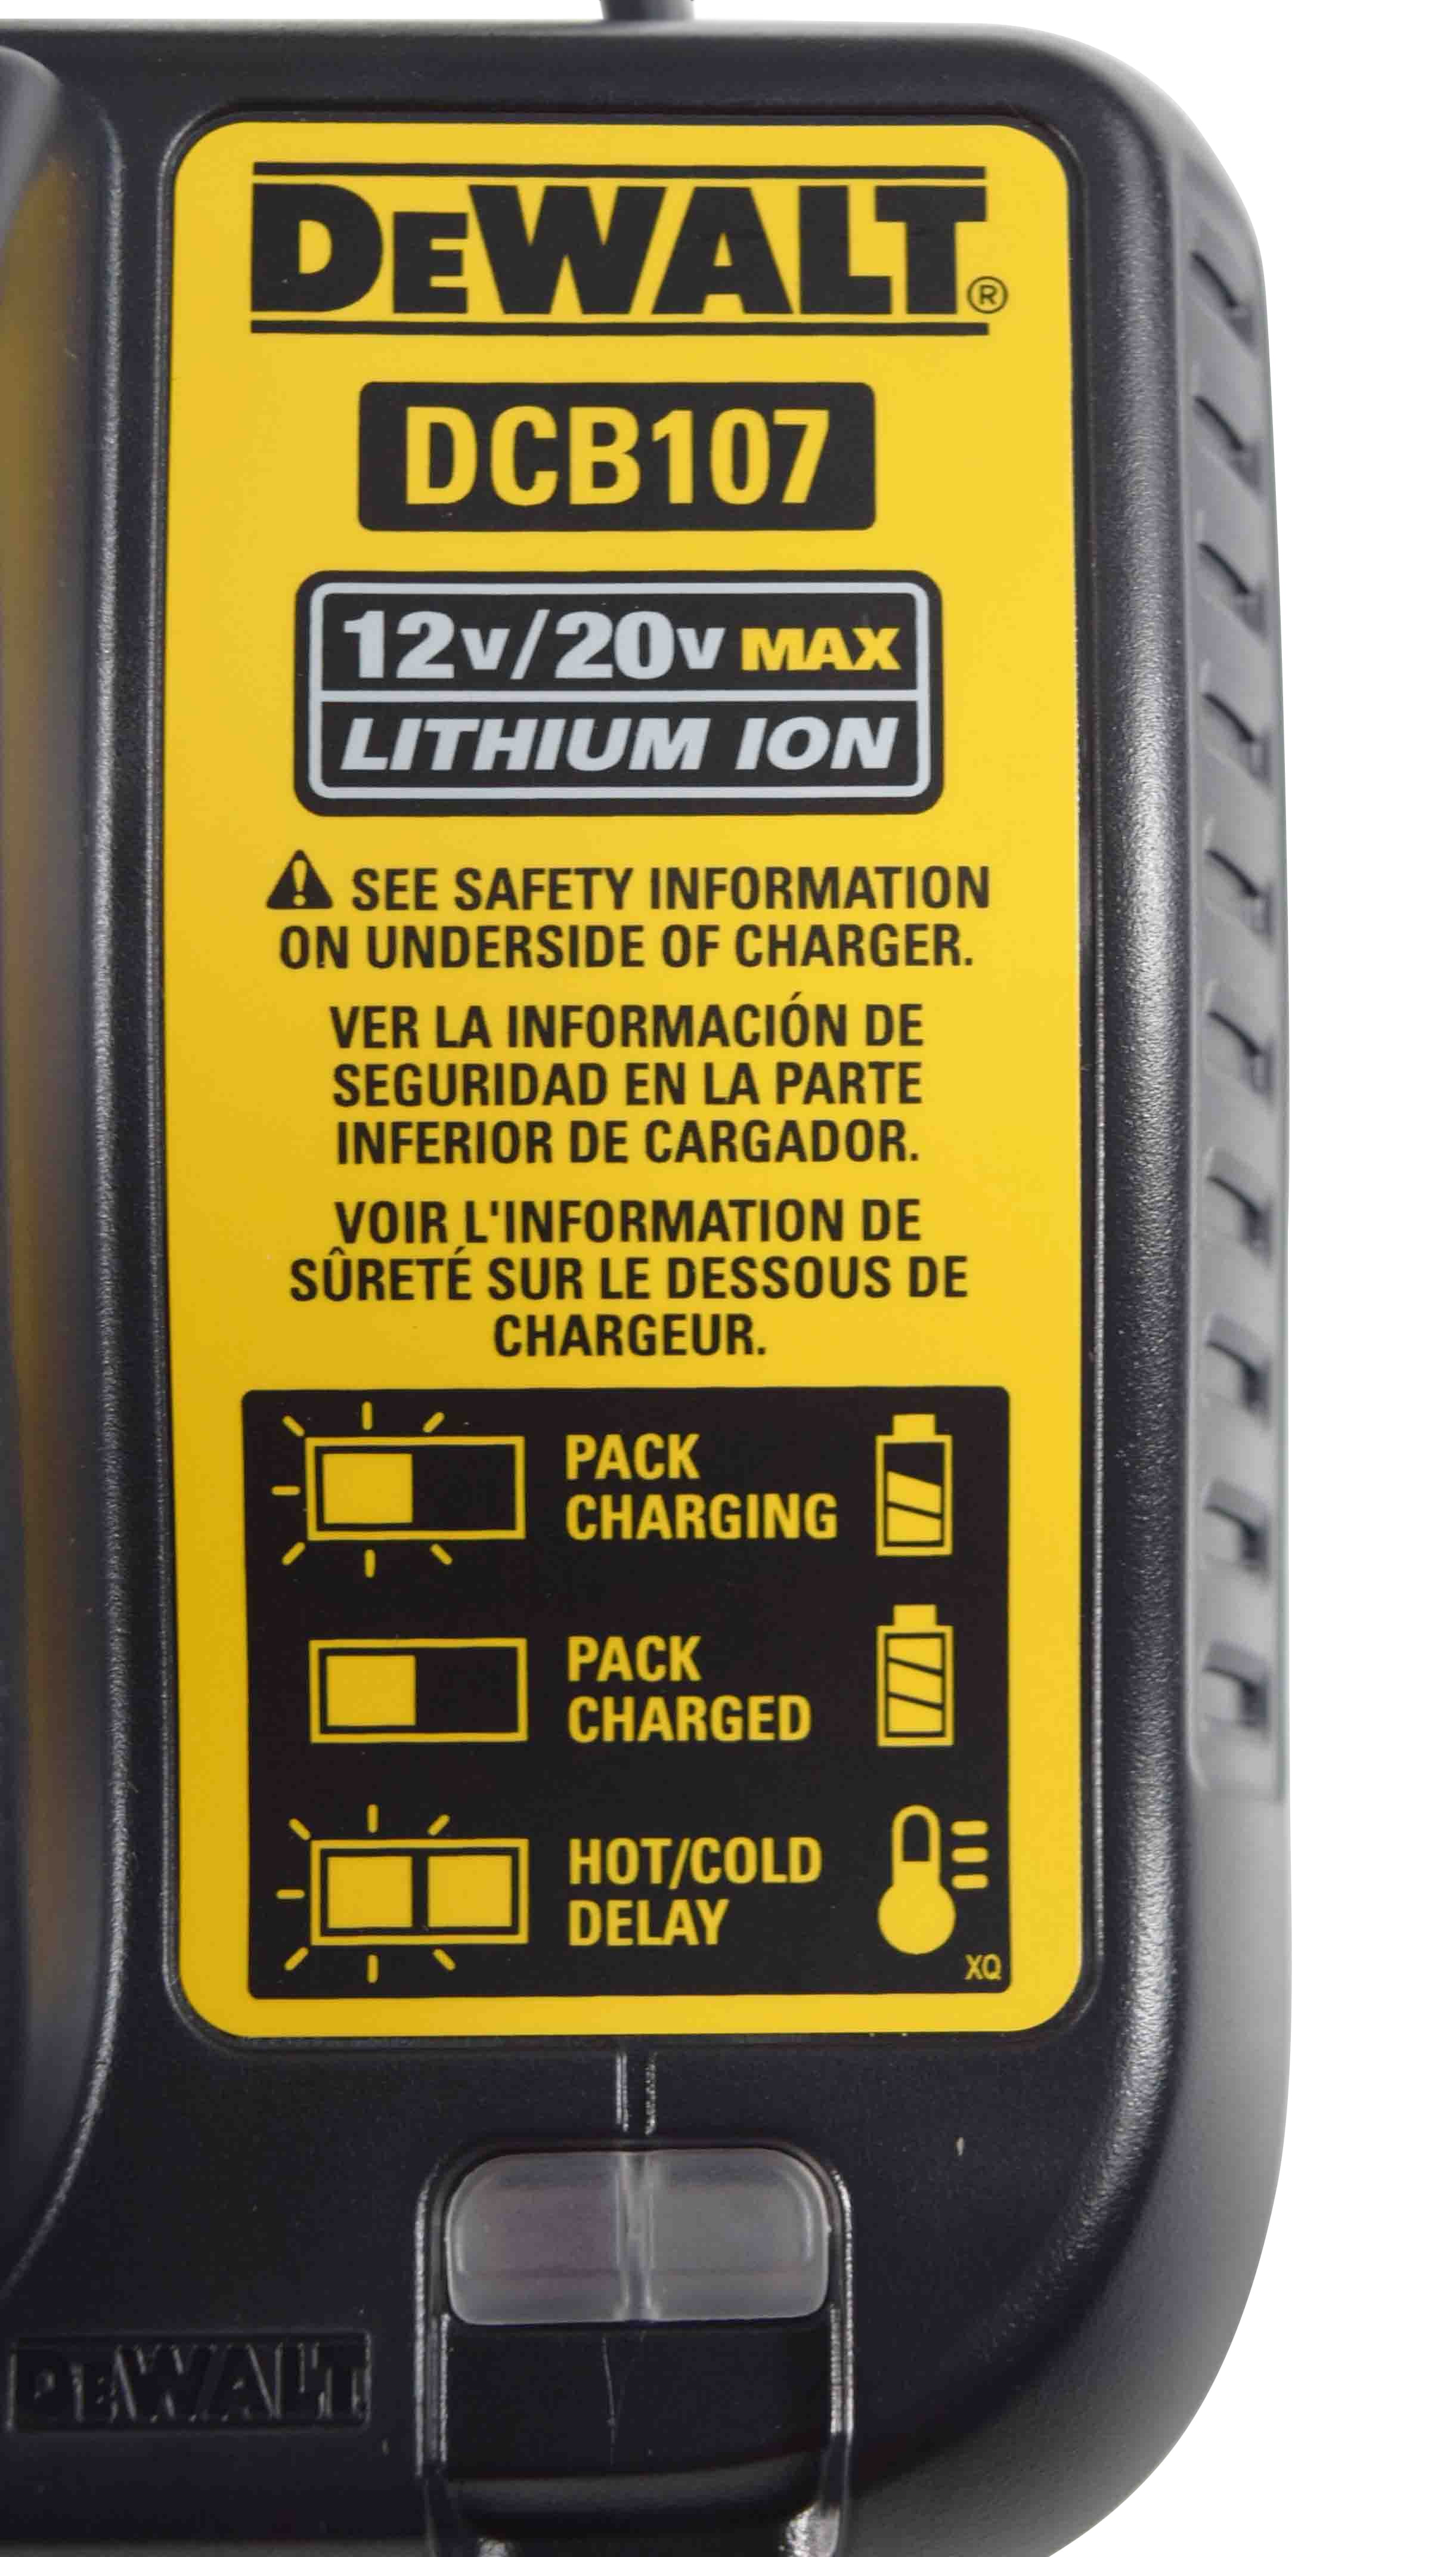 DEWALT®
DCB107
12V/20V MAX
LITHIUM ION
SEE SAFETY INFORMATION
ON UNDERSIDE OF CHARGER.
VER LA INFORMACIÓN DE
SEGURIDAD EN LA PARTE
INFERIOR DE CARGADOR.
VOIR L'INFORMATION DE
SÛRETÉ SUR LE DESSOUS DE
CHARGEUR.
PACK
CHARGING
PACK
CHARGED
HOT/COLD
DELAY
XQ
DEWALT